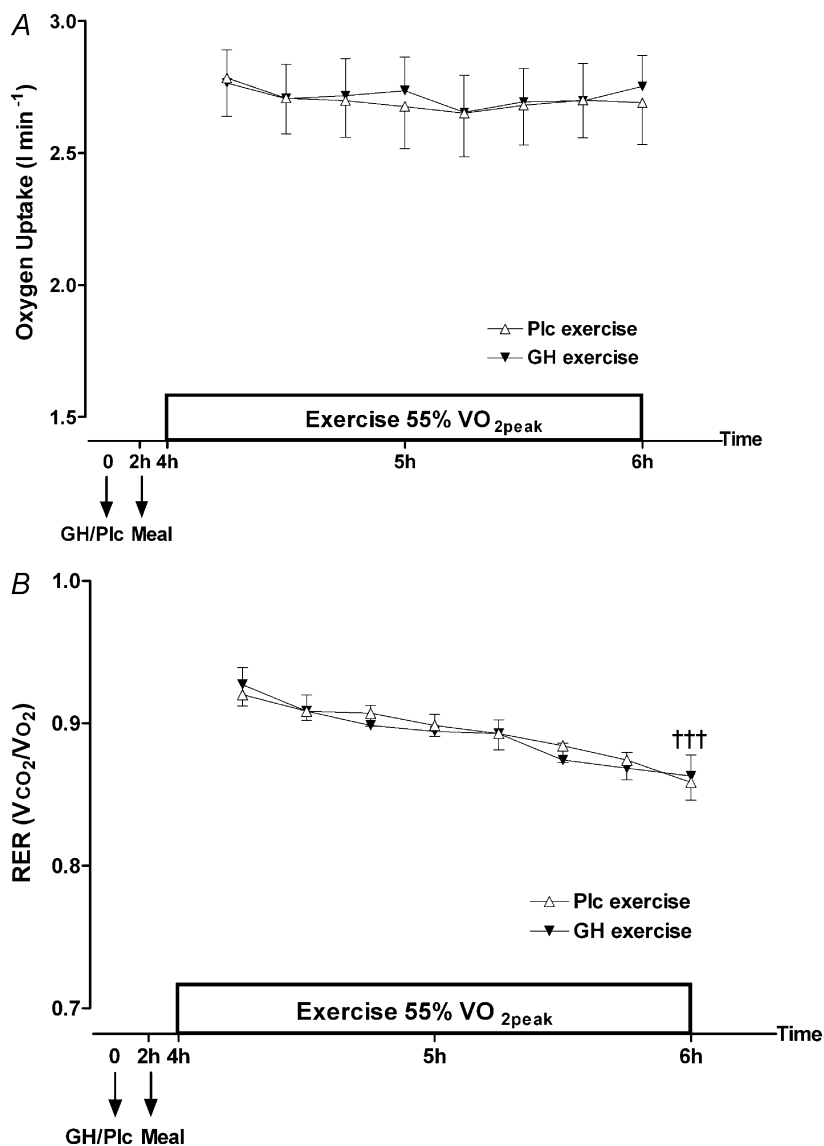 A
3.0
2.5
2.0
1.5
Oxygen Uptake (l min⁻¹)
Plc exercise
GH exercise
Exercise 55% VO₂peak
Time
0 2h 4h 5h 6h
GH/Plc Meal
B
1.0
0.9
0.8
0.7
RER (Vco₂/Vo₂)
†††
Plc exercise
GH exercise
Exercise 55% VO ₂peak
Time
0 2h 4h 5h 6h
GH/Plc Meal